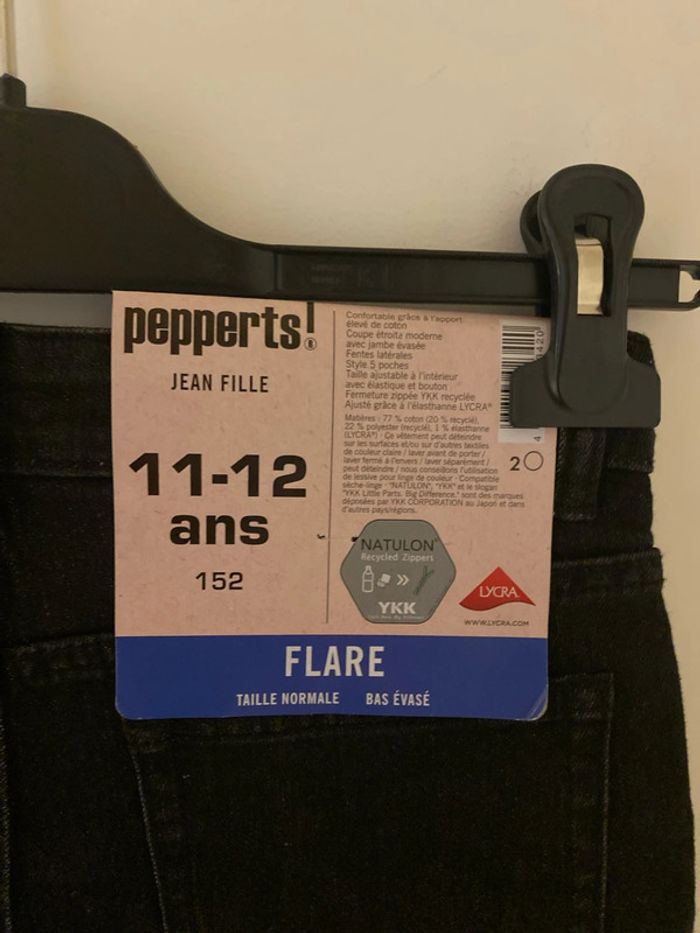 pepperts!®
JEAN FILLE
11-12
ans
152
Confortable grâce à l'apport
élevé de coton
Coupe étroite moderne
avec jambe évasée
Fentes latérales
Style 5 poches
Taille ajustable à l'intérieur
avec élastique et bouton
Fermeture zippée YKK recyclée
Ajusté grâce à l'élasthanne LYCRA®
Matières : 77 % coton (20 % recyclé),
22 % polyester (recyclé), 1 % élasthanne
(LYCRA®) · Ce vêtement peut déteindre
sur les surfaces et/ou sur d'autres textiles
de couleur claire / laver avant de porter /
laver fermé à l'envers / laver séparément /
peut déteindre / nous conseillons l'utilisation
de lessive pour linge de couleur · Compatible
sèche-linge · "NATULON", "YKK" et le slogan
"YKK Little Parts. Big Difference." sont des marques
déposées par YKK CORPORATION au Japon et dans
d'autres pays/régions.
2
NATULON®
Recycled Zippers
YKK
LYCRA
WWW.LYCRA.COM
FLARE
TAILLE NORMALE BAS ÉVASÉ